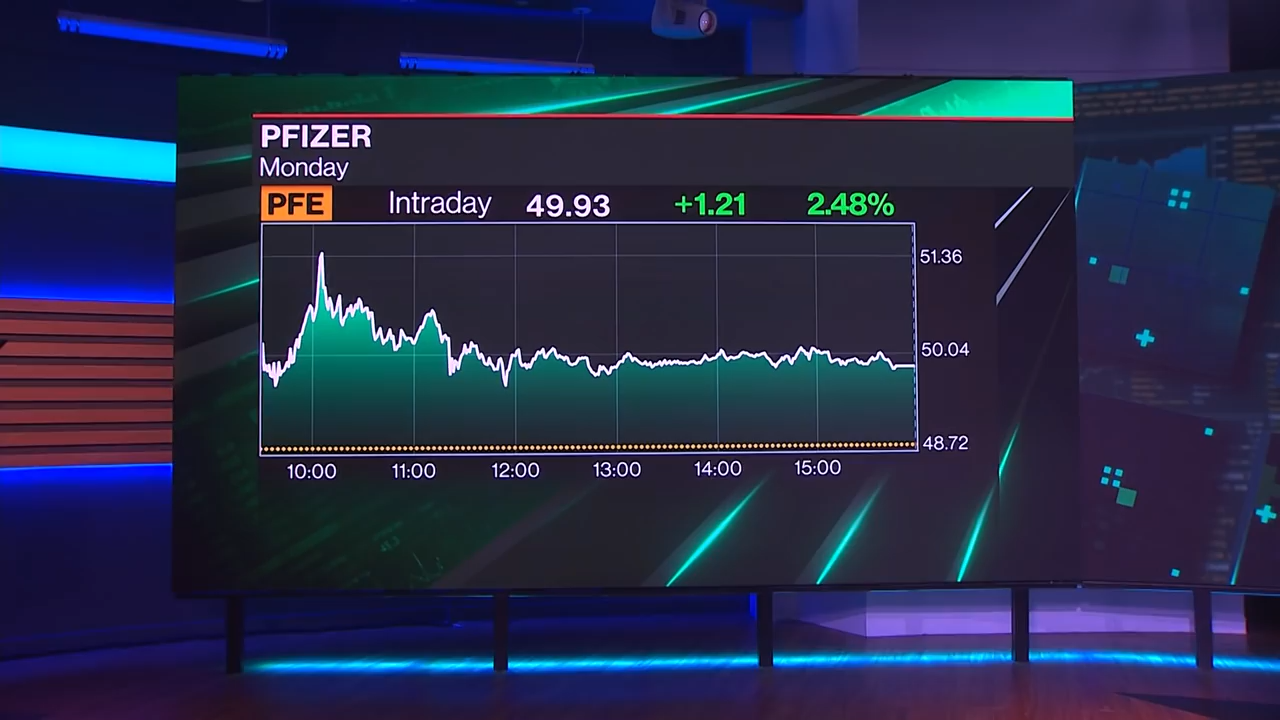 PFIZER
Monday
PFE Intraday 49.93 +1.21 2.48%
51.36
50.04
48.72
10:00 11:00 12:00 13:00 14:00 15:00